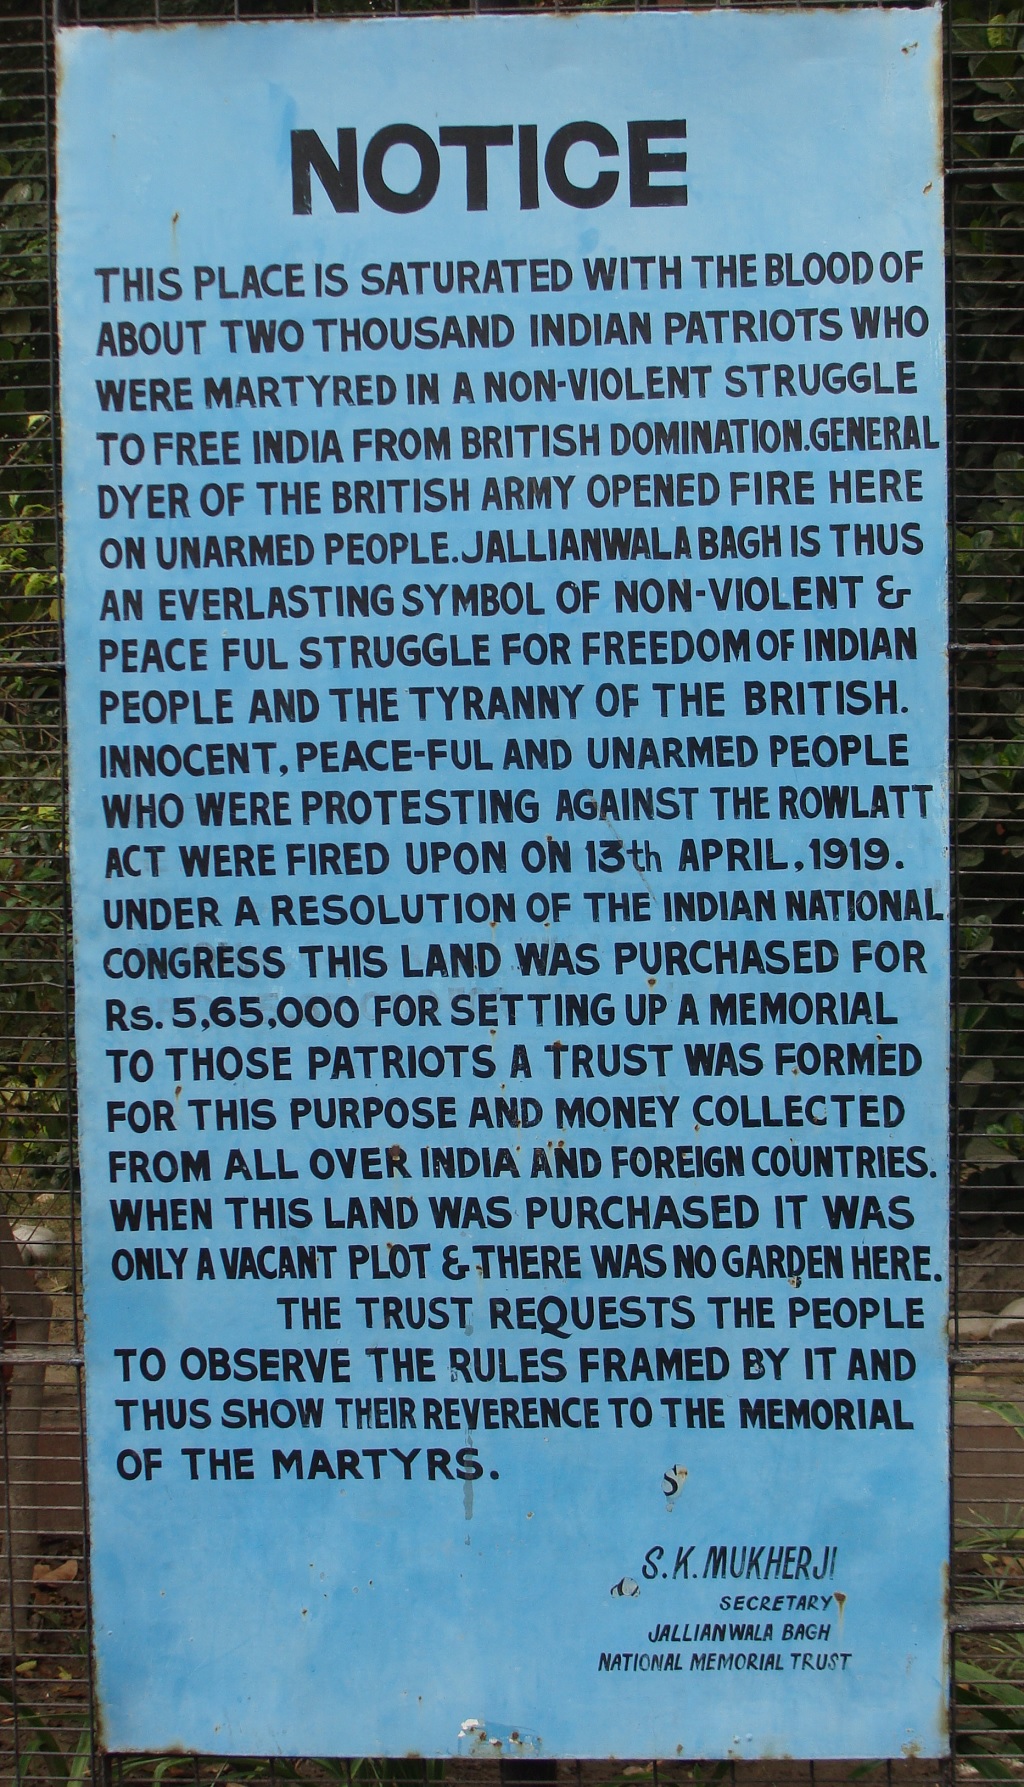 NOTICE
THIS PLACE IS SATURATED WITH THE BLOOD OF
ABOUT TWO THOUSAND INDIAN PATRIOTS WHO
WERE MARTYRED IN A NON-VIOLENT STRUGGLE
TO FREE INDIA FROM BRITISH DOMINATION.GENERAL
DYER OF THE BRITISH ARMY OPENED FIRE HERE
ON UNARMED PEOPLE.JALLIANWALA BAGH IS THUS
AN EVERLASTING SYMBOL OF NON-VIOLENT &
PEACE FUL STRUGGLE FOR FREEDOM OF INDIAN
PEOPLE AND THE TYRANNY OF THE BRITISH.
INNOCENT, PEACE-FUL AND UNARMED PEOPLE
WHO WERE PROTESTING AGAINST THE ROWLATT
ACT WERE FIRED UPON ON 13th APRIL, 1919.
UNDER A RESOLUTION OF THE INDIAN NATIONAL
CONGRESS THIS LAND WAS PURCHASED FOR
Rs. 5,65,000 FOR SETTING UP A MEMORIAL
TO THOSE PATRIOTS A TRUST WAS FORMED
FOR THIS PURPOSE AND MONEY COLLECTED
FROM ALL OVER INDIA AND FOREIGN COUNTRIES.
WHEN THIS LAND WAS PURCHASED IT WAS
ONLY A VACANT PLOT & THERE WAS NO GARDEN HERE.
THE TRUST REQUESTS THE PEOPLE
TO OBSERVE THE RULES FRAMED BY IT AND
THUS SHOW THEIR REVERENCE TO THE MEMORIAL
OF THE MARTYRS.
S
S. K. MUKHERJI
SECRETARY
JALLIANWALA BAGH
NATIONAL MEMORIAL TRUST